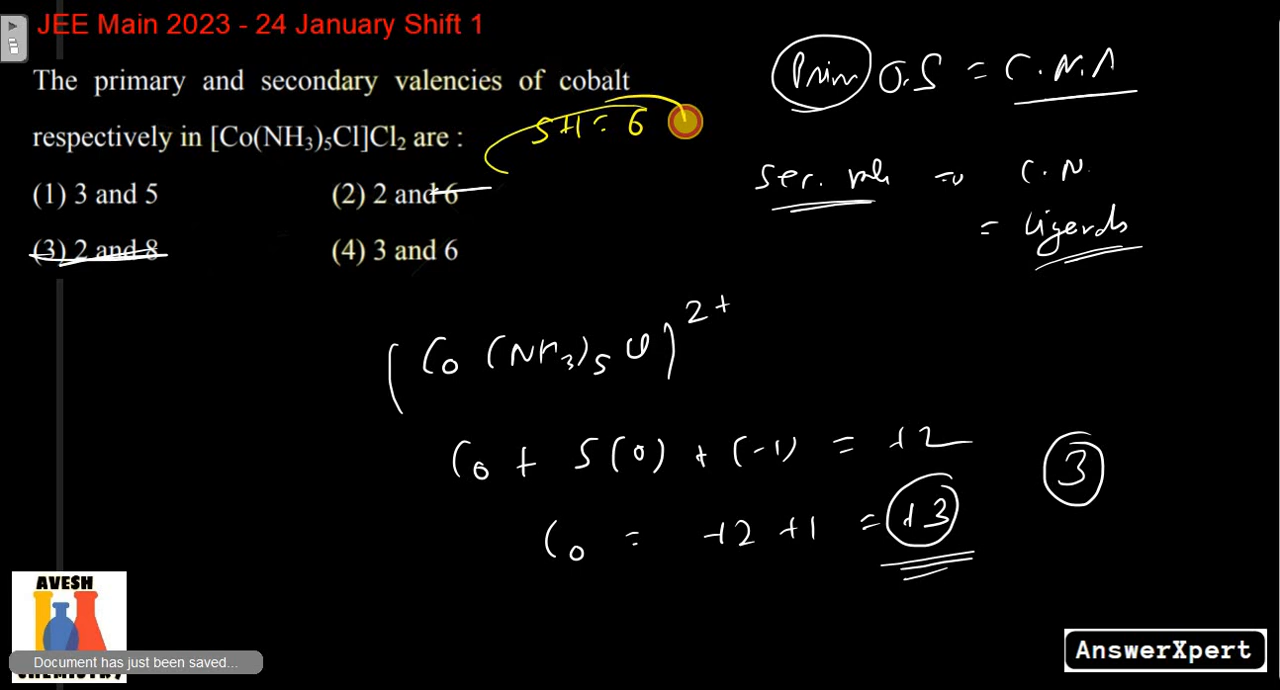 JEE Main 2023 - 24 January Shift 1
The primary and secondary valencies of cobalt
respectively in [Co(NH₃)₅Cl]Cl₂ are :
(1) 3 and 5 (2) 2 and 6
(3) 2 and 8 (4) 3 and 6
5+1 = 6
Prim O.S = C.N.A
Sec. = C.N.
= ligands
[Co (NH₃)₅ Cl]²⁺
Co + 5(0) + (-1) = +2
Co = +2 +1 = +3
3
AVESH
CHEMISTRY
Document has just been saved...
AnswerXpert